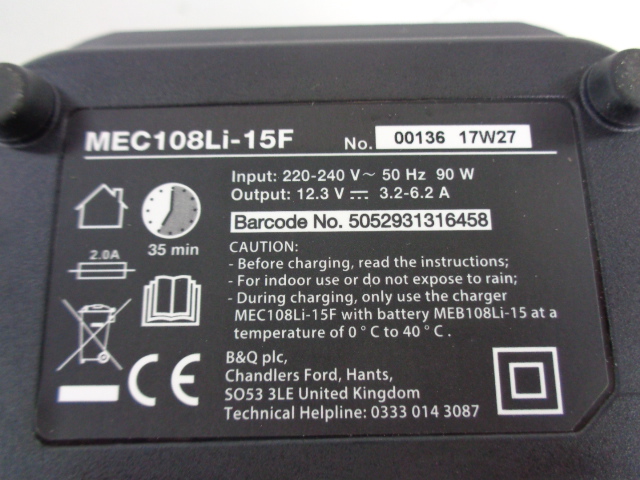 MEC108Li-15F No. 00136 17W27
Input: 220-240 V~ 50 Hz 90 W
Output: 12.3 V ⎓ 3.2-6.2 A
Barcode No. 5052931316458
35 min
2.0A
CAUTION:
- Before charging, read the instructions;
- For indoor use or do not expose to rain;
- During charging, only use the charger
MEC108Li-15F with battery MEB108Li-15 at a
temperature of 0 ° C to 40 ° C .
CE
B&Q plc,
Chandlers Ford, Hants,
SO53 3LE United Kingdom
Technical Helpline: 0333 014 3087